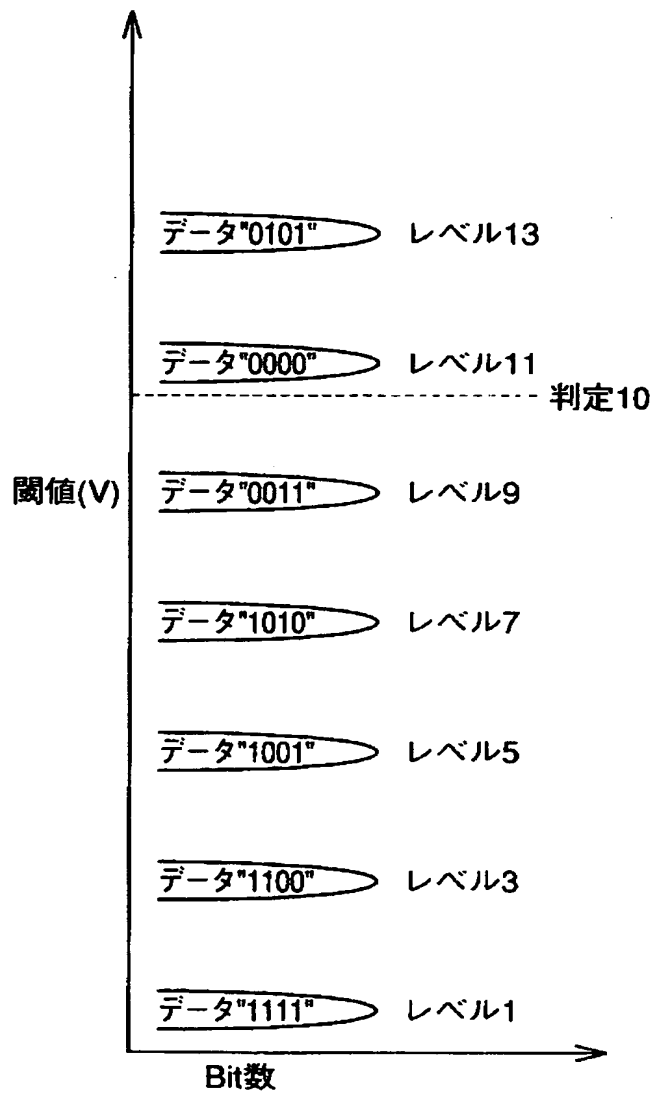 データ"0101" レベル13
データ"0000" レベル11
判定10
閾値(V)
データ"0011" レベル9
データ"1010" レベル7
データ"1001" レベル5
データ"1100" レベル3
データ"1111" レベル1
Bit数